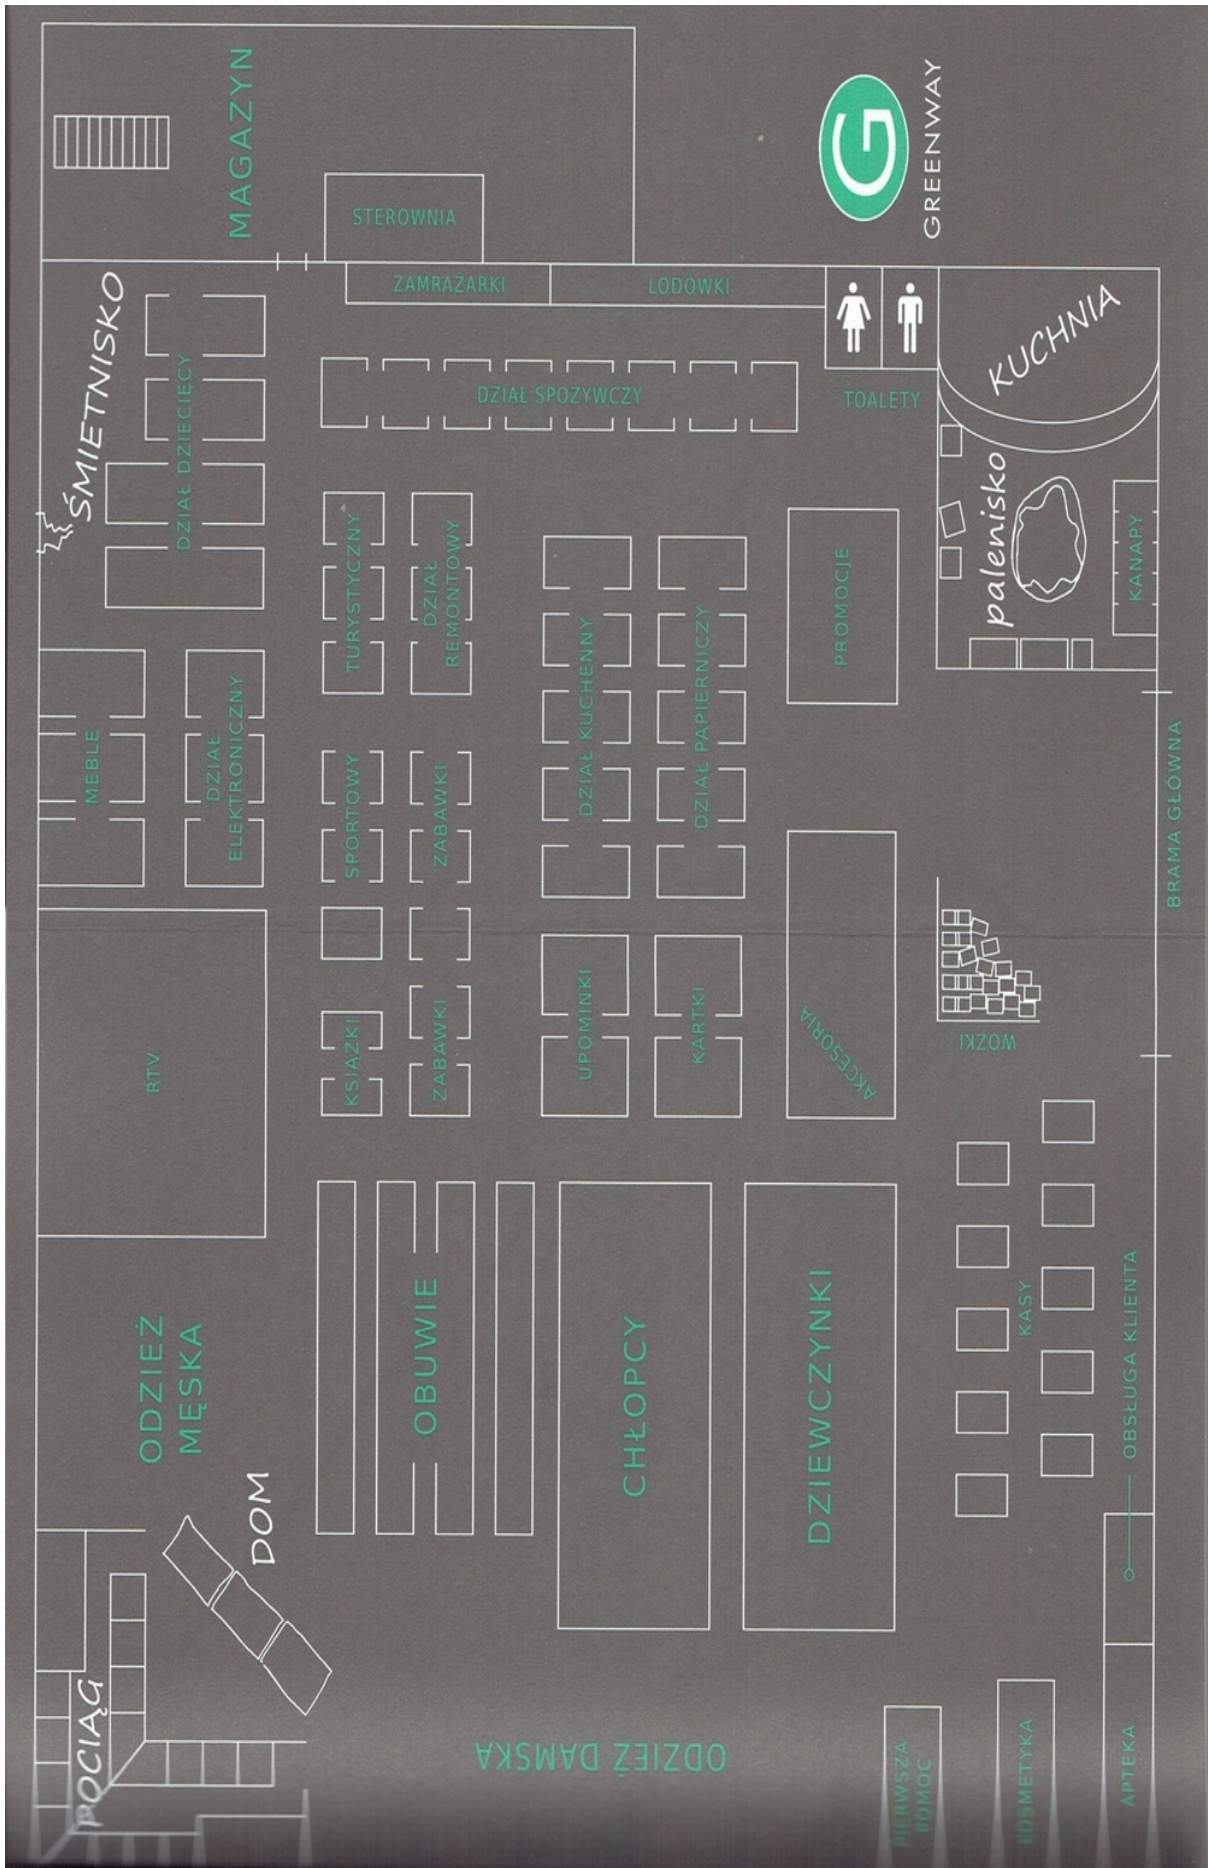 MAGAZYN
G
GREENWAY
STEROWNIA
ZAMRAŻARKI
LODÓWKI
ŚMIETNISKO
DZIAŁ DZIECIĘCY
KUCHNIA
DZIAŁ SPOŻYWCZY
TOALETY
palenisko
KANAPY
TURYSTYCZNY
DZIAŁ
REMONTOWY
PROMOCJE
DZIAŁ KUCHENNY
DZIAŁ PAPIERNICZY
MEBLE
DZIAŁ
ELEKTRONICZNY
SPORTOWY
ZABAWKI
BRAMA GŁÓWNA
RTV
KSIĄŻKI
ZABAWKI
UPOMINKI
KARTKI
AKCESORIA
WÓZKI
ODZIEŻ
MĘSKA
OBUWIE
CHŁOPCY
DZIEWCZYNKI
KASY
OBSŁUGA KLIENTA
DOM
POCIĄG
ODZIEŻ DAMSKA
PIERWSZA
POMOC
KOSMETYKA
APTEKA